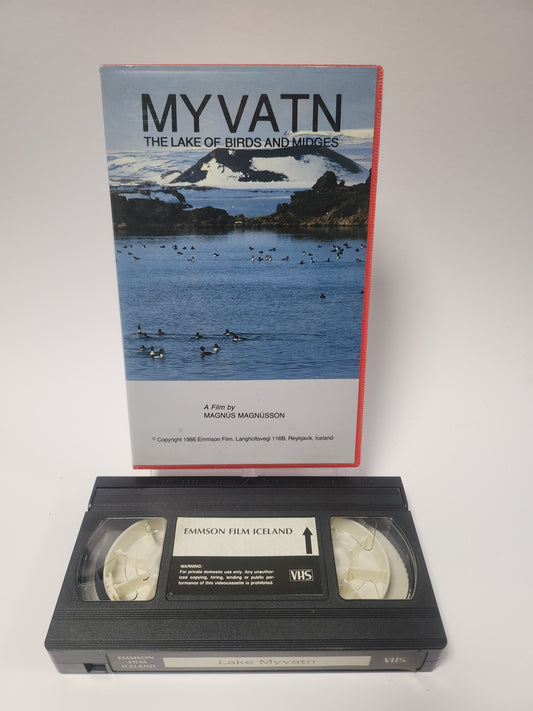 MYVATN
THE LAKE OF BIRDS AND MIDGES
A Film by
MAGNÚS MAGNÚSSON
© Copyright 1986 Emmson Film, Langholtsvegi 116B, Reykjavik, Iceland
EMMSON FILM ICELAND
WARNING:
For private domestic use only. Any unauthor-
ized copying, hiring, lending or public per-
formance of this videocassette is prohibited.
VHS
EMMSON
FILM
ICELAND
Lake Myvatn
VHS